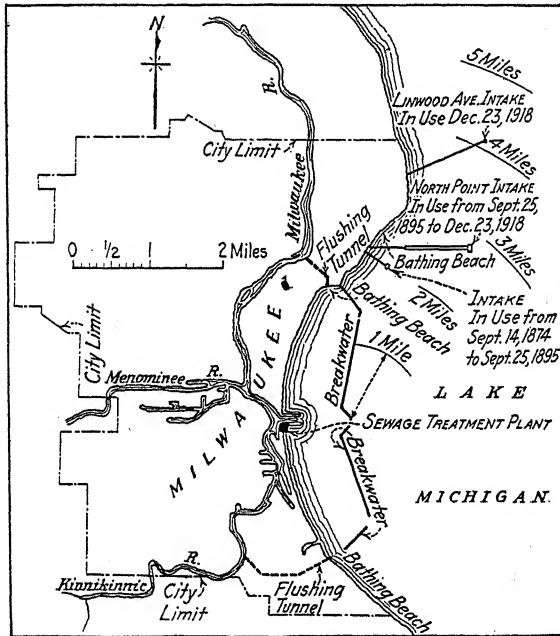 N
5 Miles
LINWOOD AVE. INTAKE
In Use Dec. 23, 1918
R.
City Limit
4 Miles
Milwaukee
NORTH POINT INTAKE
In Use from Sept. 25,
1895 to Dec. 23, 1918
0 1/2 1 2 Miles
Flushing
Tunnel
3 Miles
Bathing Beach
2 Miles
Bathing Beach
INTAKE
In Use from
Sept. 14, 1874
to Sept. 25, 1895
City
Limit
1 Mile
Breakwater
Menominee R.
LAKE
MILWAUKEE
SEWAGE TREATMENT PLANT
Breakwater
MICHIGAN.
Kinnikinnic R.
City
Limit
Flushing
Tunnel
Bathing Beach